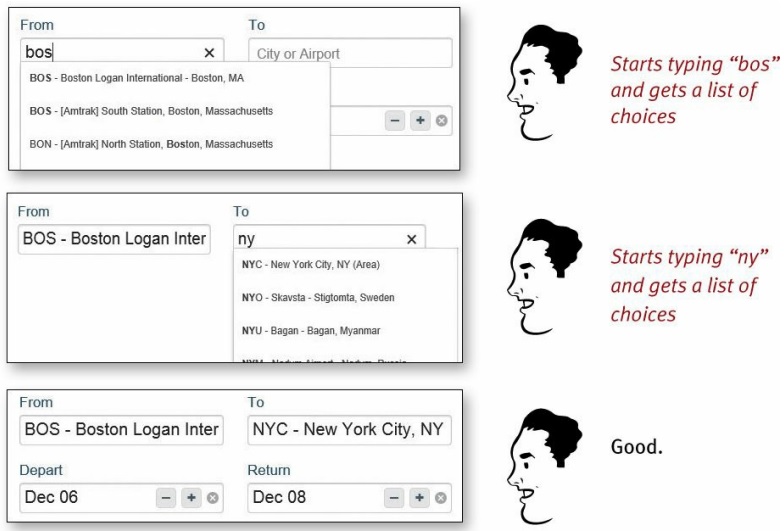 From
To
bos
×
City or Airport
BOS - Boston Logan International - Boston, MA
BOS - [Amtrak] South Station, Boston, Massachusetts
BON - [Amtrak] North Station, Boston, Massachusetts
Starts typing “bos”
and gets a list of
choices
From
To
BOS - Boston Logan Inter
ny
×
NYC - New York City, NY (Area)
NYO - Skavsta - Stigtomta, Sweden
NYU - Bagan - Bagan, Myanmar
Starts typing “ny”
and gets a list of
choices
From
To
BOS - Boston Logan Inter
NYC - New York City, NY
Depart
Return
Dec 06
Dec 08
Good.